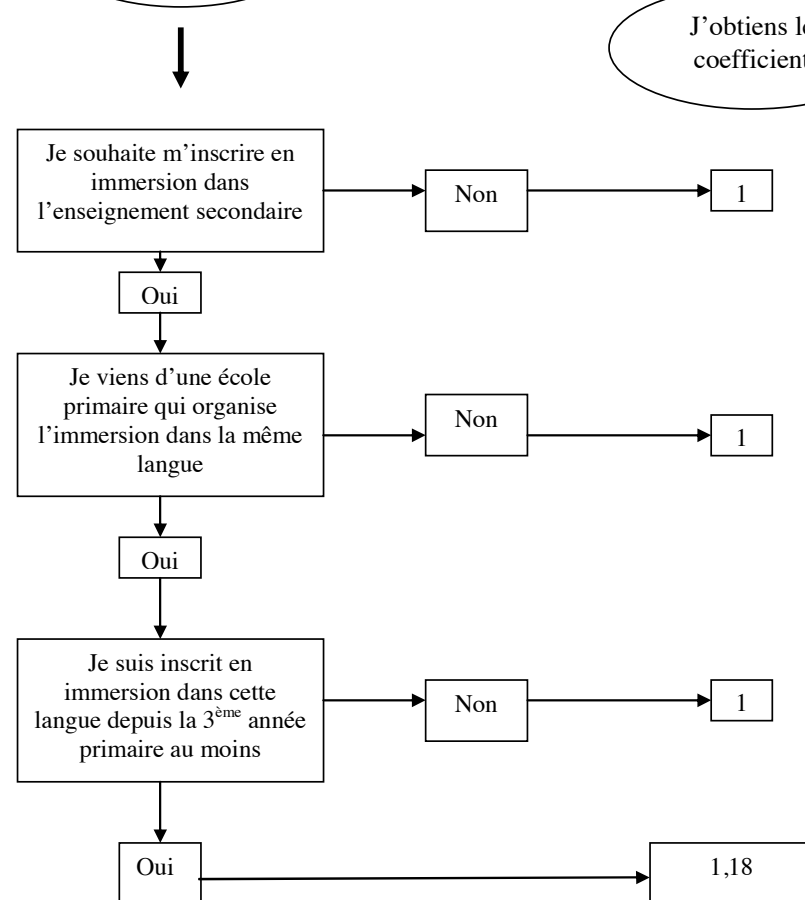 J'obtiens le
coefficient
Je souhaite m'inscrire en
immersion dans
l'enseignement secondaire
Non
1
Oui
Je viens d'une école
primaire qui organise
l'immersion dans la même
langue
Non
1
Oui
Je suis inscrit en
immersion dans cette
langue depuis la 3ème année
primaire au moins
Non
1
Oui
1,18